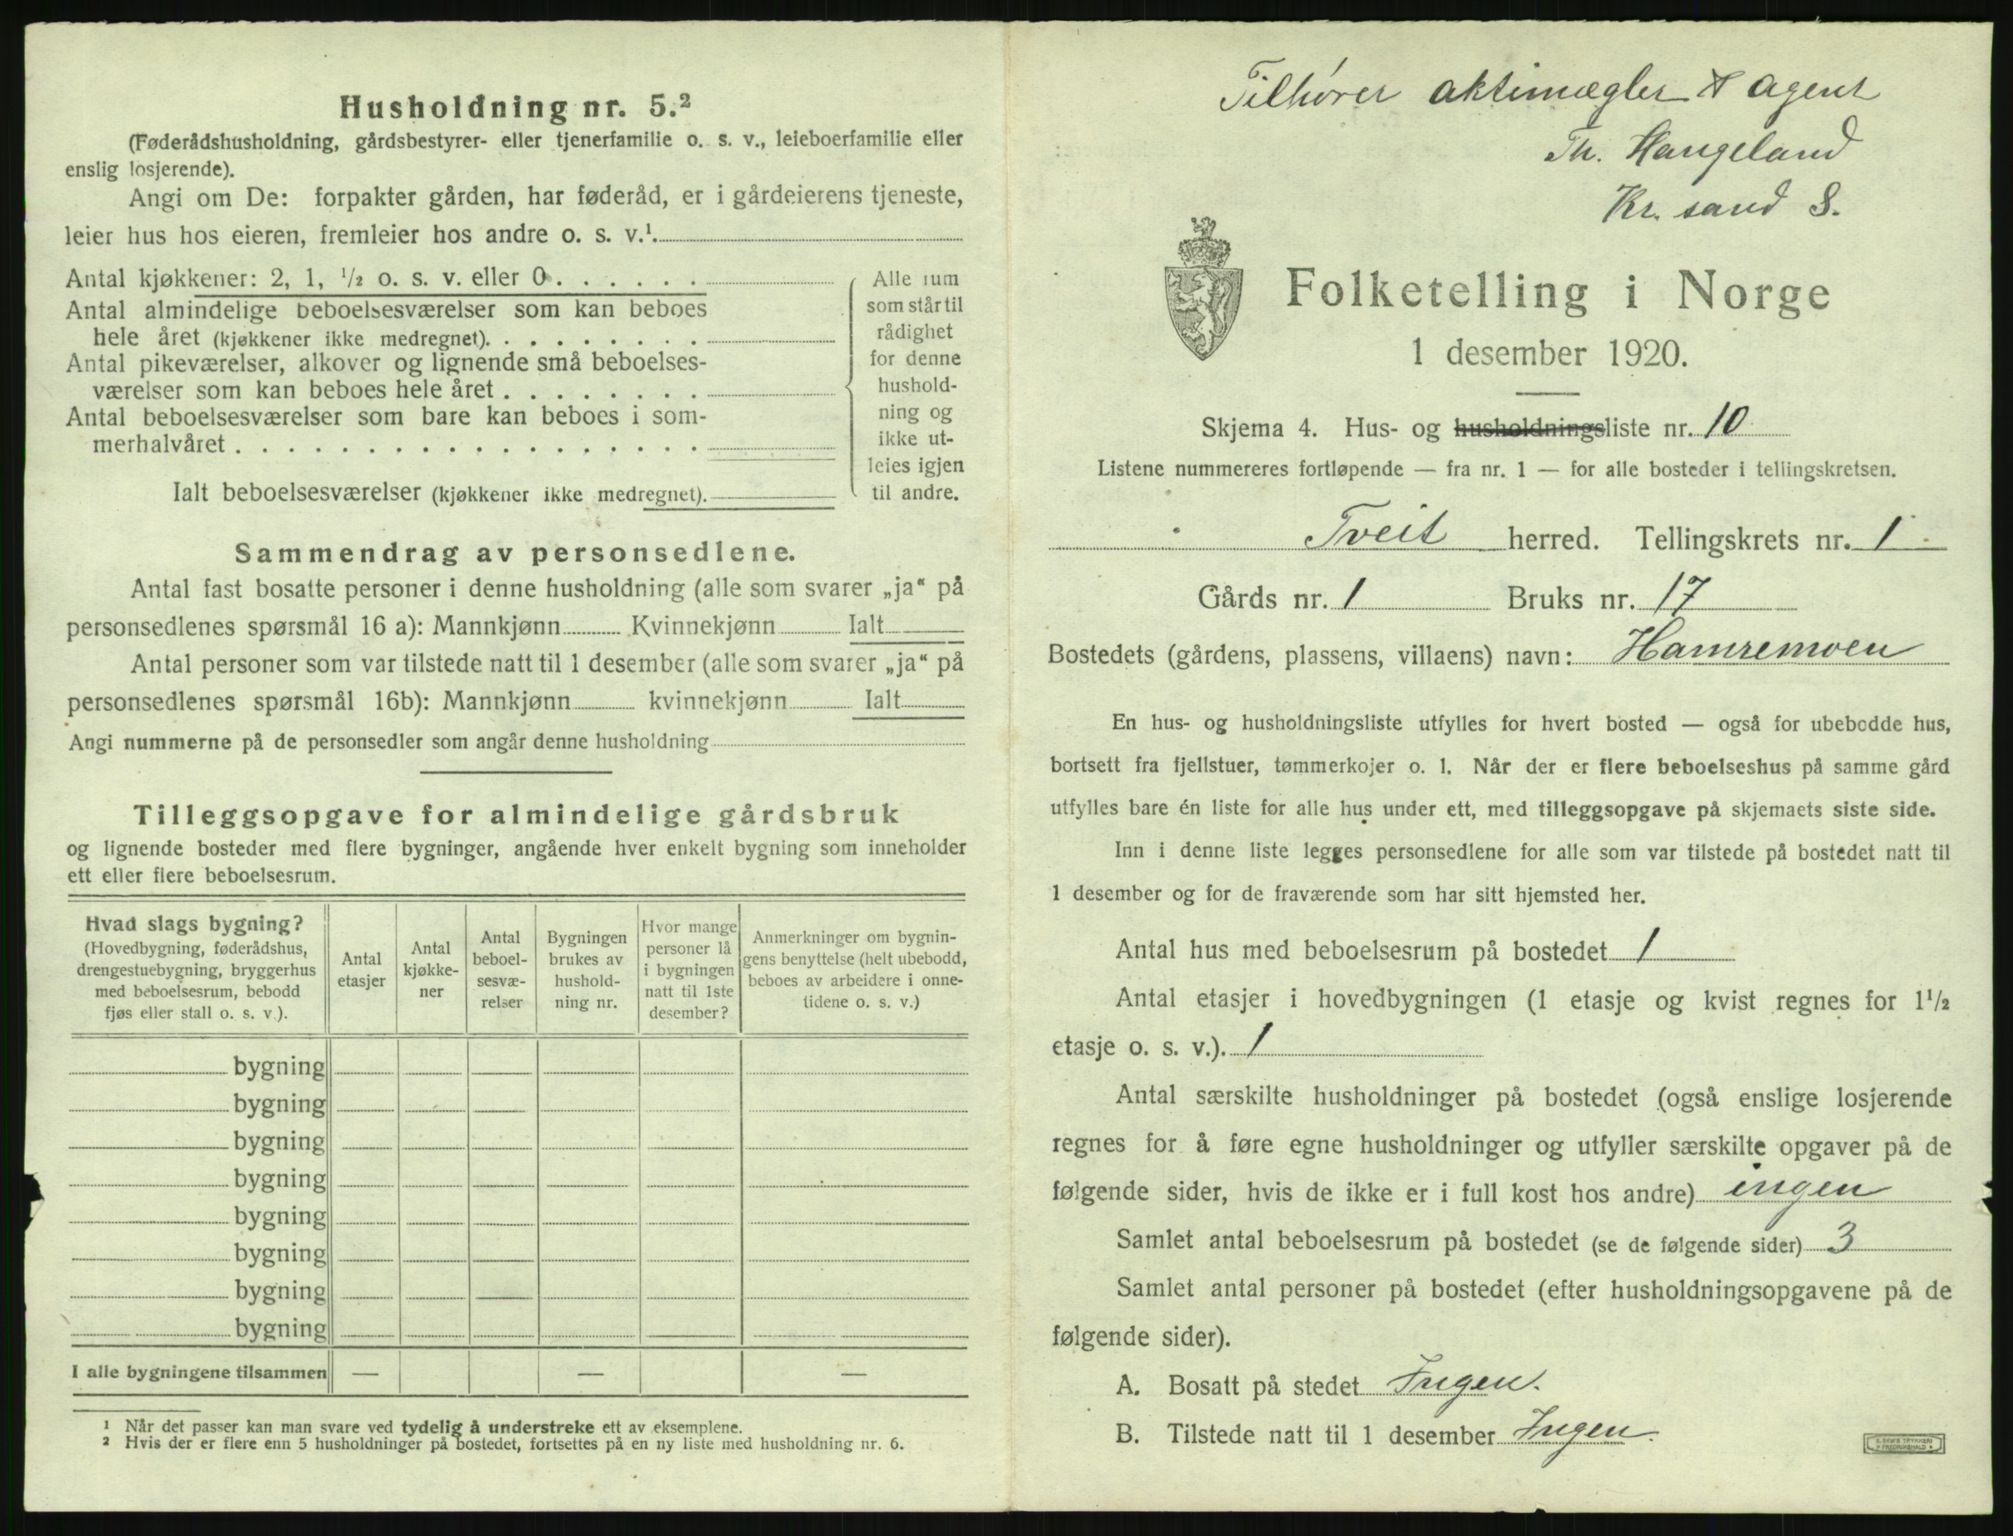 Husholdning nr. 5.²
(Føderådshusholdning, gårdsbestyrer- eller tjenerfamilie o. s. v., leieboerfamilie eller
enslig losjerende).
Angi om De: forpakter gården, har føderåd, er i gårdeierens tjeneste,
leier hus hos eieren, fremleier hos andre o. s. v.¹
Antal kjøkkener: 2, 1, ½ o. s. v. eller 0
Antal almindelige beboelsesværelser som kan beboes
hele året (kjøkkener ikke medregnet)
Antal pikeværelser, alkover og lignende små beboelses-
værelser som kan beboes hele året
Antal beboelsesværelser som bare kan beboes i som-
merhalvåret
Ialt beboelsesværelser (kjøkkener ikke medregnet)
Alle rum
som står til
rådighet
for denne
hushold-
ning og
ikke ut-
leies igjen
til andre.
Sammendrag av personsedlene.
Antal fast bosatte personer i denne husholdning (alle som svarer „ja“ på
personsedlenes spørsmål 16 a): Mannkjønn Kvinnekjønn Ialt
Antal personer som var tilstede natt til 1 desember (alle som svarer „ja“ på
personsedlenes spørsmål 16b): Mannkjønn kvinnekjønn Ialt
Angi nummerne på de personsedler som angår denne husholdning
Tilleggsopgave for almindelige gårdsbruk
og lignende bosteder med flere bygninger, angående hver enkelt bygning som inneholder
ett eller flere beboelsesrum.
Hvad slags bygning?
(Hovedbygning, føderådshus,
drengestuebygning, bryggerhus
med beboelsesrum, bebodd
fjøs eller stall o. s. v.).
Antal
etasjer
Antal
kjøkke-
ner
Antal
beboel-
sesvæ-
relser
Bygningen
brukes av
hushold-
ning nr.
Hvor mange
personer lå
i bygningen
natt til 1ste
desember?
Anmerkninger om bygnin-
gens benyttelse (helt ubebodd,
beboes av arbeidere i onne-
tidene o. s. v.)
bygning
bygning
bygning
bygning
bygning
bygning
bygning
bygning
I alle bygningene tilsammen — — —
¹ Når det passer kan man svare ved tydelig å understreke ett av eksemplene.
² Hvis der er flere enn 5 husholdninger på bostedet, fortsettes på en ny liste med husholdning nr. 6.
Tilhører aktimægler & agent
Th. Haugeland
Kr. sand S.
Folketelling i Norge
1 desember 1920.
Skjema 4. Hus- og husholdningsliste nr. 10
Listene nummereres fortløpende — fra nr. 1 — for alle bosteder i tellingskretsen.
Tveit herred. Tellingskrets nr. 1
Gårds nr. 1 Bruks nr. 17
Bostedets (gårdens, plassens, villaens) navn: Hamremoen
En hus- og husholdningsliste utfylles for hvert bosted — også for ubebodde hus,
bortsett fra fjellstuer, tømmerkojer o. l. Når der er flere beboelseshus på samme gård
utfylles bare én liste for alle hus under ett, med tilleggsopgave på skjemaets siste side.
Inn i denne liste legges personsedlene for alle som var tilstede på bostedet natt til
1 desember og for de fraværende som har sitt hjemsted her.
Antal hus med beboelsesrum på bostedet 1
Antal etasjer i hovedbygningen (1 etasje og kvist regnes for 1½
etasje o. s. v.). 1
Antal særskilte husholdninger på bostedet (også enslige losjerende
regnes for å føre egne husholdninger og utfyller særskilte opgaver på de
følgende sider, hvis de ikke er i full kost hos andre) ingen
Samlet antal beboelsesrum på bostedet (se de følgende sider) 3
Samlet antal personer på bostedet (efter husholdningsopgavene på de
følgende sider).
A. Bosatt på stedet Ingen.
B. Tilstede natt til 1 desember Ingen.